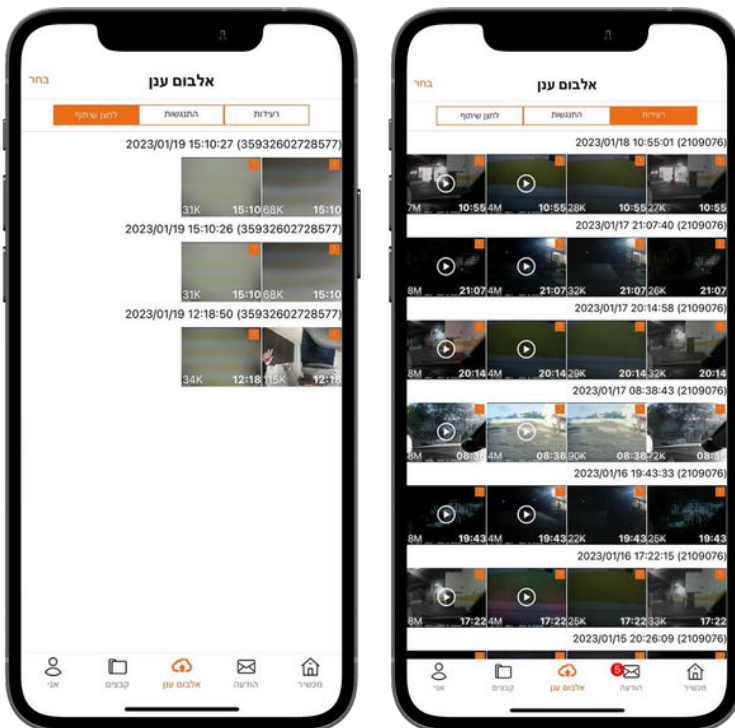 בחר
אלבום ענן
רעידות
התנגשות
לחצן שיתוף
2023/01/19 15:10:27 (35932602728577)
31K 15:10 68K 15:10
2023/01/19 15:10:26 (35932602728577)
31K 15:10 68K 15:10
2023/01/19 12:18:50 (35932602728577)
34K 12:18 115K 12:18
מכשיר
הודעה
אלבום ענן
קבצים
אני
בחר
אלבום ענן
רעידות
התנגשות
לחצן שיתוף
2023/01/18 10:55:01 (2109076)
7M 10:55 4M 10:55 28K 10:55 27K 10:55
2023/01/17 21:07:40 (2109076)
8M 21:07 4M 21:07 32K 21:07 26K 21:07
2023/01/17 20:14:58 (2109076)
8M 20:14 4M 20:14 29K 20:14 32K 20:14
2023/01/17 08:38:43 (2109076)
8M 08:38 4M 08:38 90K 08:38 72K 08:38
2023/01/16 19:43:33 (2109076)
8M 19:43 4M 19:43 22K 19:43 25K 19:43
2023/01/16 17:22:15 (2109076)
8M 17:22 4M 17:22 25K 17:22 33K 17:22
2023/01/15 20:26:09 (2109076)
מכשיר
5
הודעה
אלבום ענן
קבצים
אני